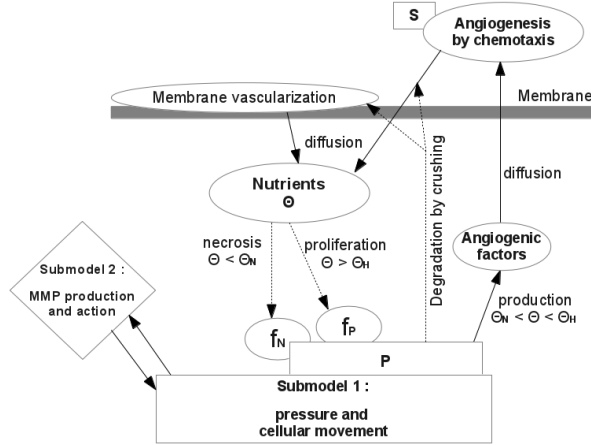 S
Angiogenesis
by chemotaxis
Membrane vascularization
Membrane
diffusion
Nutrients
Θ
Degradation by crushing
diffusion
necrosis
Θ < ΘN
proliferation
Θ > ΘH
Angiogenic
factors
Submodel 2 :
MMP production
and action
production
ΘN < Θ < ΘH
fN
fP
P
Submodel 1 :
pressure and
cellular movement